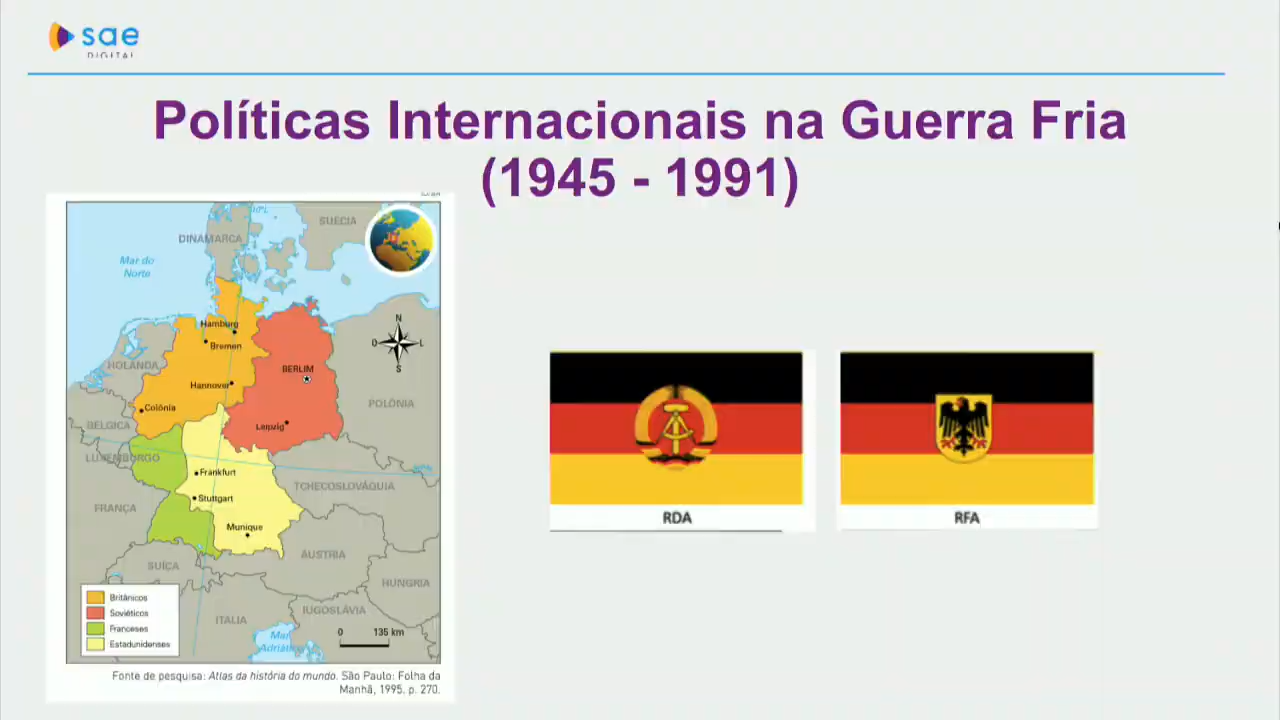 sae
DIGITAL
Políticas Internacionais na Guerra Fria
(1945 - 1991)
SUÉCIA
DINAMARCA
Mar do
Norte
N
O
L
S
Hamburg
Bremen
HOLANDA
BERLIM
Hannover
Colônia
POLÔNIA
BÉLGICA
Leipzig
LUXEMBURGO
Frankfurt
TCHECOSLOVÁQUIA
Stuttgart
FRANÇA
Munique
ÁUSTRIA
SUÍÇA
HUNGRIA
Britânicos
Soviéticos
Franceses
Estadunidenses
IUGOSLÁVIA
ITÁLIA
Mar
Adriático
0
135 km
Fonte de pesquisa: Atlas da história do mundo. São Paulo: Folha da
Manhã, 1995. p. 270.
RDA
RFA